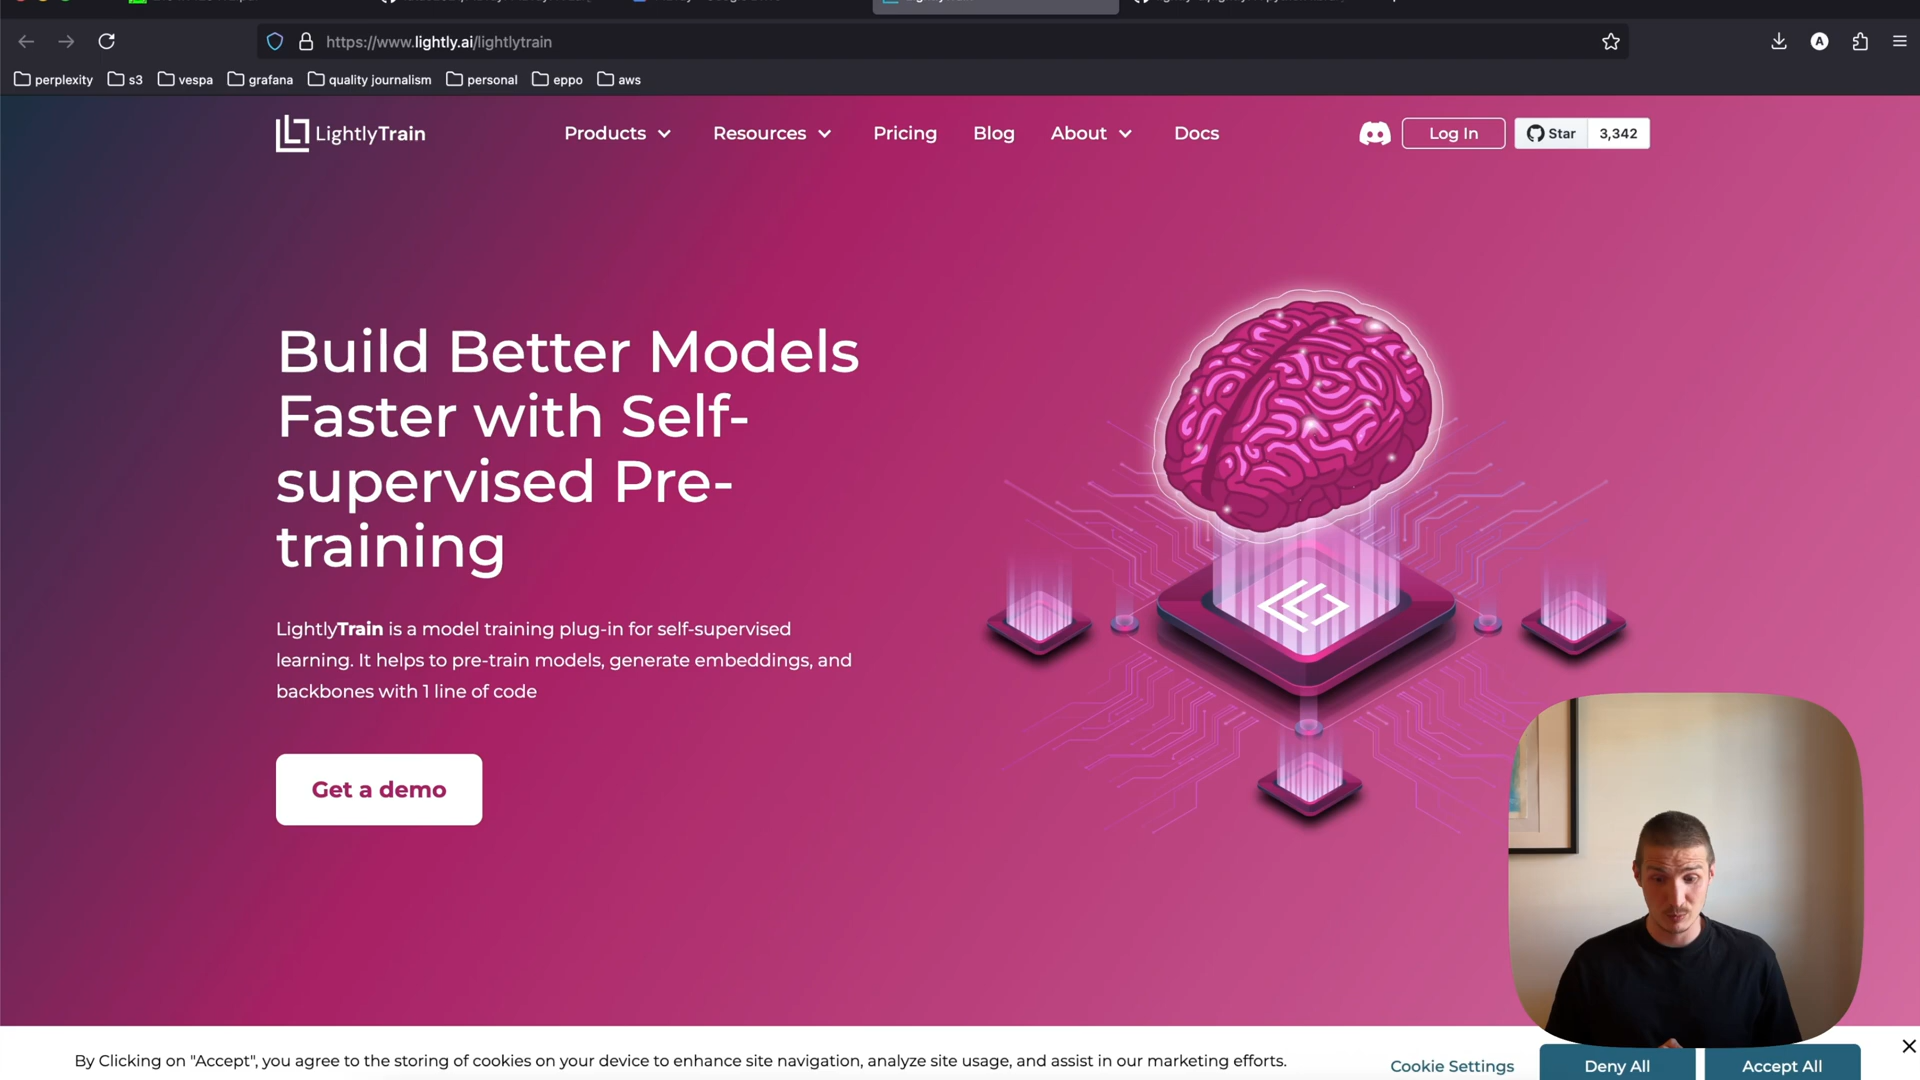 https://www.lightly.ai/lightlytrain
perplexity
s3
vespa
grafana
quality journalism
personal
eppo
aws
LightlyTrain
Products
Resources
Pricing
Blog
About
Docs
Log In
Star
3,342
Build Better Models
Faster with Self-
supervised Pre-
training
LightlyTrain is a model training plug-in for self-supervised
learning. It helps to pre-train models, generate embeddings, and
backbones with 1 line of code
Get a demo
By Clicking on "Accept", you agree to the storing of cookies on your device to enhance site navigation, analyze site usage, and assist in our marketing efforts.
Cookie Settings
Deny All
Accept All